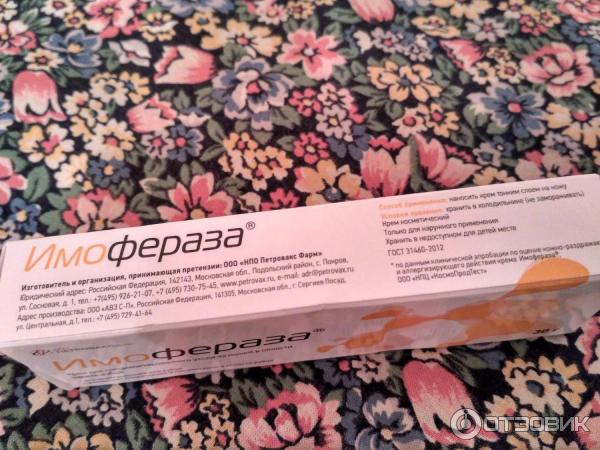 Имофераза®
Изготовитель и организация, принимающая претензии: ООО «НПО Петровакс Фарм»
Юридический адрес: Российская Федерация, 142143, Московская обл., Подольский район, с. Покров,
ул. Сосновая, д. 1, тел.: +7(495) 926-21-07, +7 (495) 730-75-45, www.petrovax.ru, e-mail: adr@petrovax.ru
Адрес производства: ООО «АВЗ С-П», Российская Федерация, 141305, Московская обл., г. Сергиев Посад,
ул. Центральная, д.1, тел.: +7 (495) 729-41-64
Способ применения: наносить крем тонким слоем на кожу
Условия хранения: хранить в холодильнике (не замораживать)
Крем косметический
Только для наружного применения
Хранить в недоступном для детей месте
ГОСТ 31460-2012
* по данным клинической апробации по оценке кожно-раздражающего
и аллергизирующего действия крема Имофераза®
ООО «НПЦ «КосмоПродТест»
Имофераза®
30 г
ОТЗОВИК